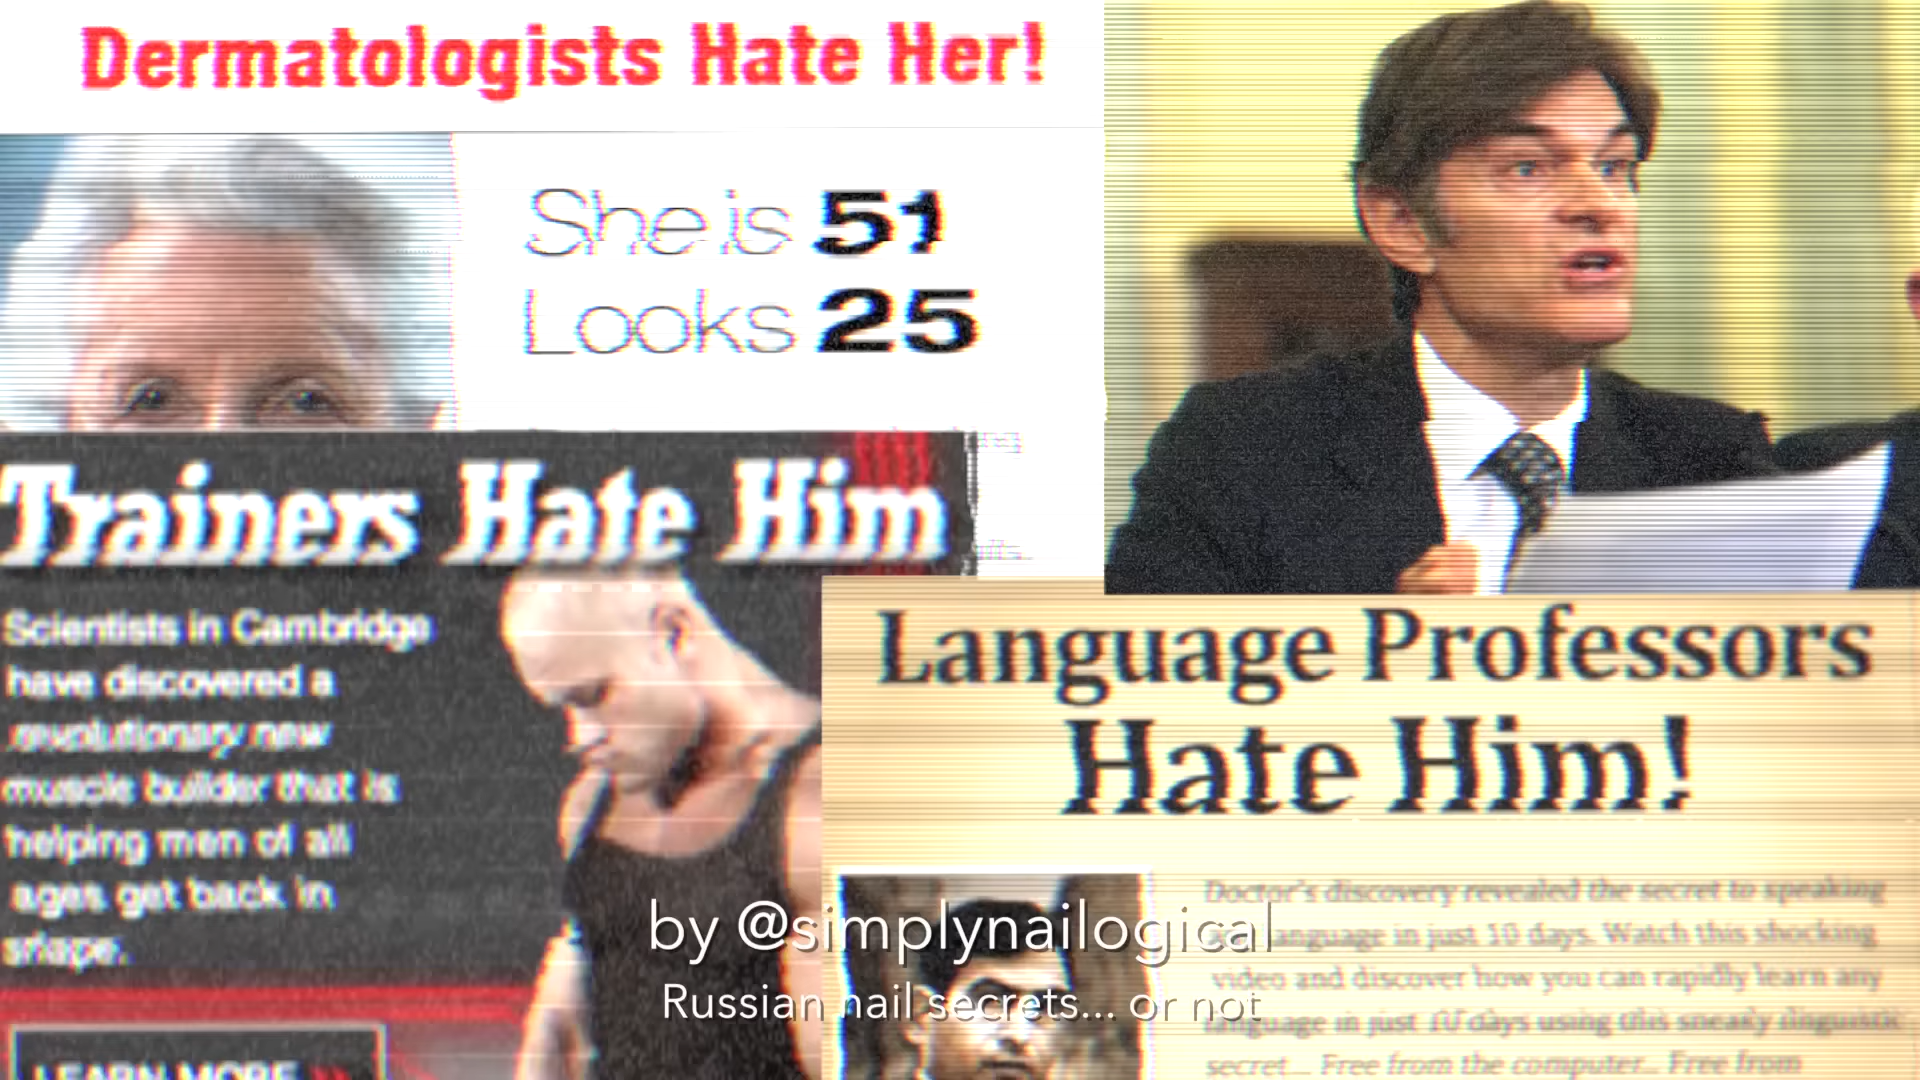 Dermatologists Hate Her!
She is 51
Looks 25
Trainers Hate Him
Scientists in Cambridge
have discovered a
revolutionary new
muscle builder that is
helping men of all
ages get back in
shape.
LEARN MORE
Language Professors
Hate Him!
Doctor's discovery revealed the secret to speaking
language in just 10 days. Watch this shocking
video and discover how you can rapidly learn any
language in just 10 days using this sneaky linguistic
secret... Free from the computer... Free from
by @simplynailogical
Russian nail secrets... or not